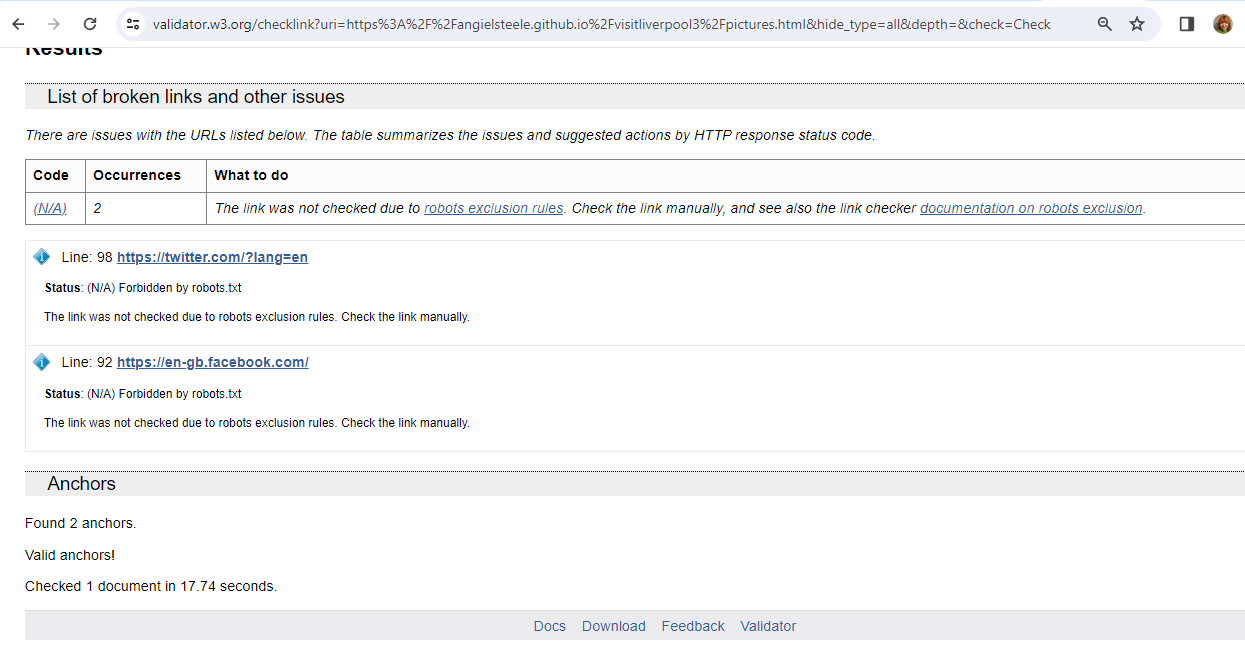 validator.w3.org/checklink?uri=https%3A%2F%2Fangielsteele.github.io%2Fvisitliverpool3%2Fpictures.html&hide_type=all&depth=&check=Check
Results
List of broken links and other issues
There are issues with the URLs listed below. The table summarizes the issues and suggested actions by HTTP response status code.
Code Occurrences What to do
(N/A) 2 The link was not checked due to robots exclusion rules. Check the link manually, and see also the link checker documentation on robots exclusion.
Line: 98 https://twitter.com/?lang=en
Status: (N/A) Forbidden by robots.txt
The link was not checked due to robots exclusion rules. Check the link manually.
Line: 92 https://en-gb.facebook.com/
Status: (N/A) Forbidden by robots.txt
The link was not checked due to robots exclusion rules. Check the link manually.
Anchors
Found 2 anchors.
Valid anchors!
Checked 1 document in 17.74 seconds.
Docs Download Feedback Validator